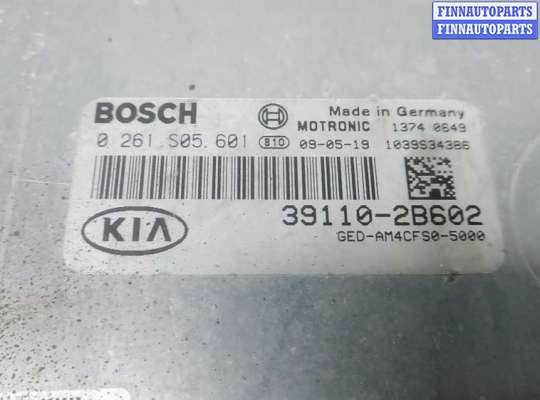 FINNAUTOPARTS
FINNAUTOPARTS
FINNAUTOPARTS
BOSCH
Made in Germany
MOTRONIC 1374 0649
0 261 S05 601 810 09-05-19 1039S34386
39110-2B602
KIA
GED-AM4CFS0-5000